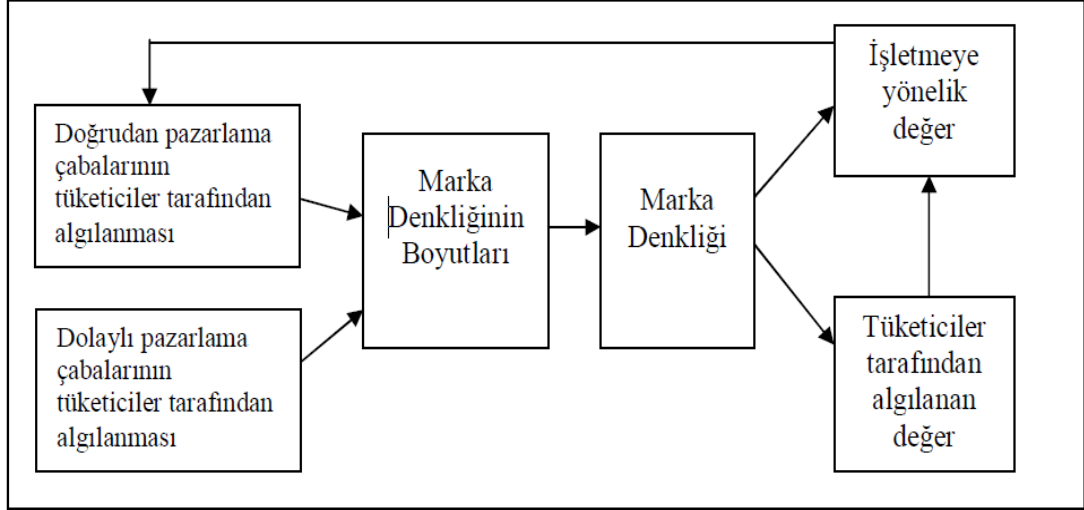 Doğrudan pazarlama
çabalarının
tüketiciler tarafından
algılanması
Dolaylı pazarlama
çabalarının
tüketiciler tarafından
algılanması
Marka
Denkliğinin
Boyutları
Marka
Denkliği
İşletmeye
yönelik
değer
Tüketiciler
tarafından
algılanan
değer